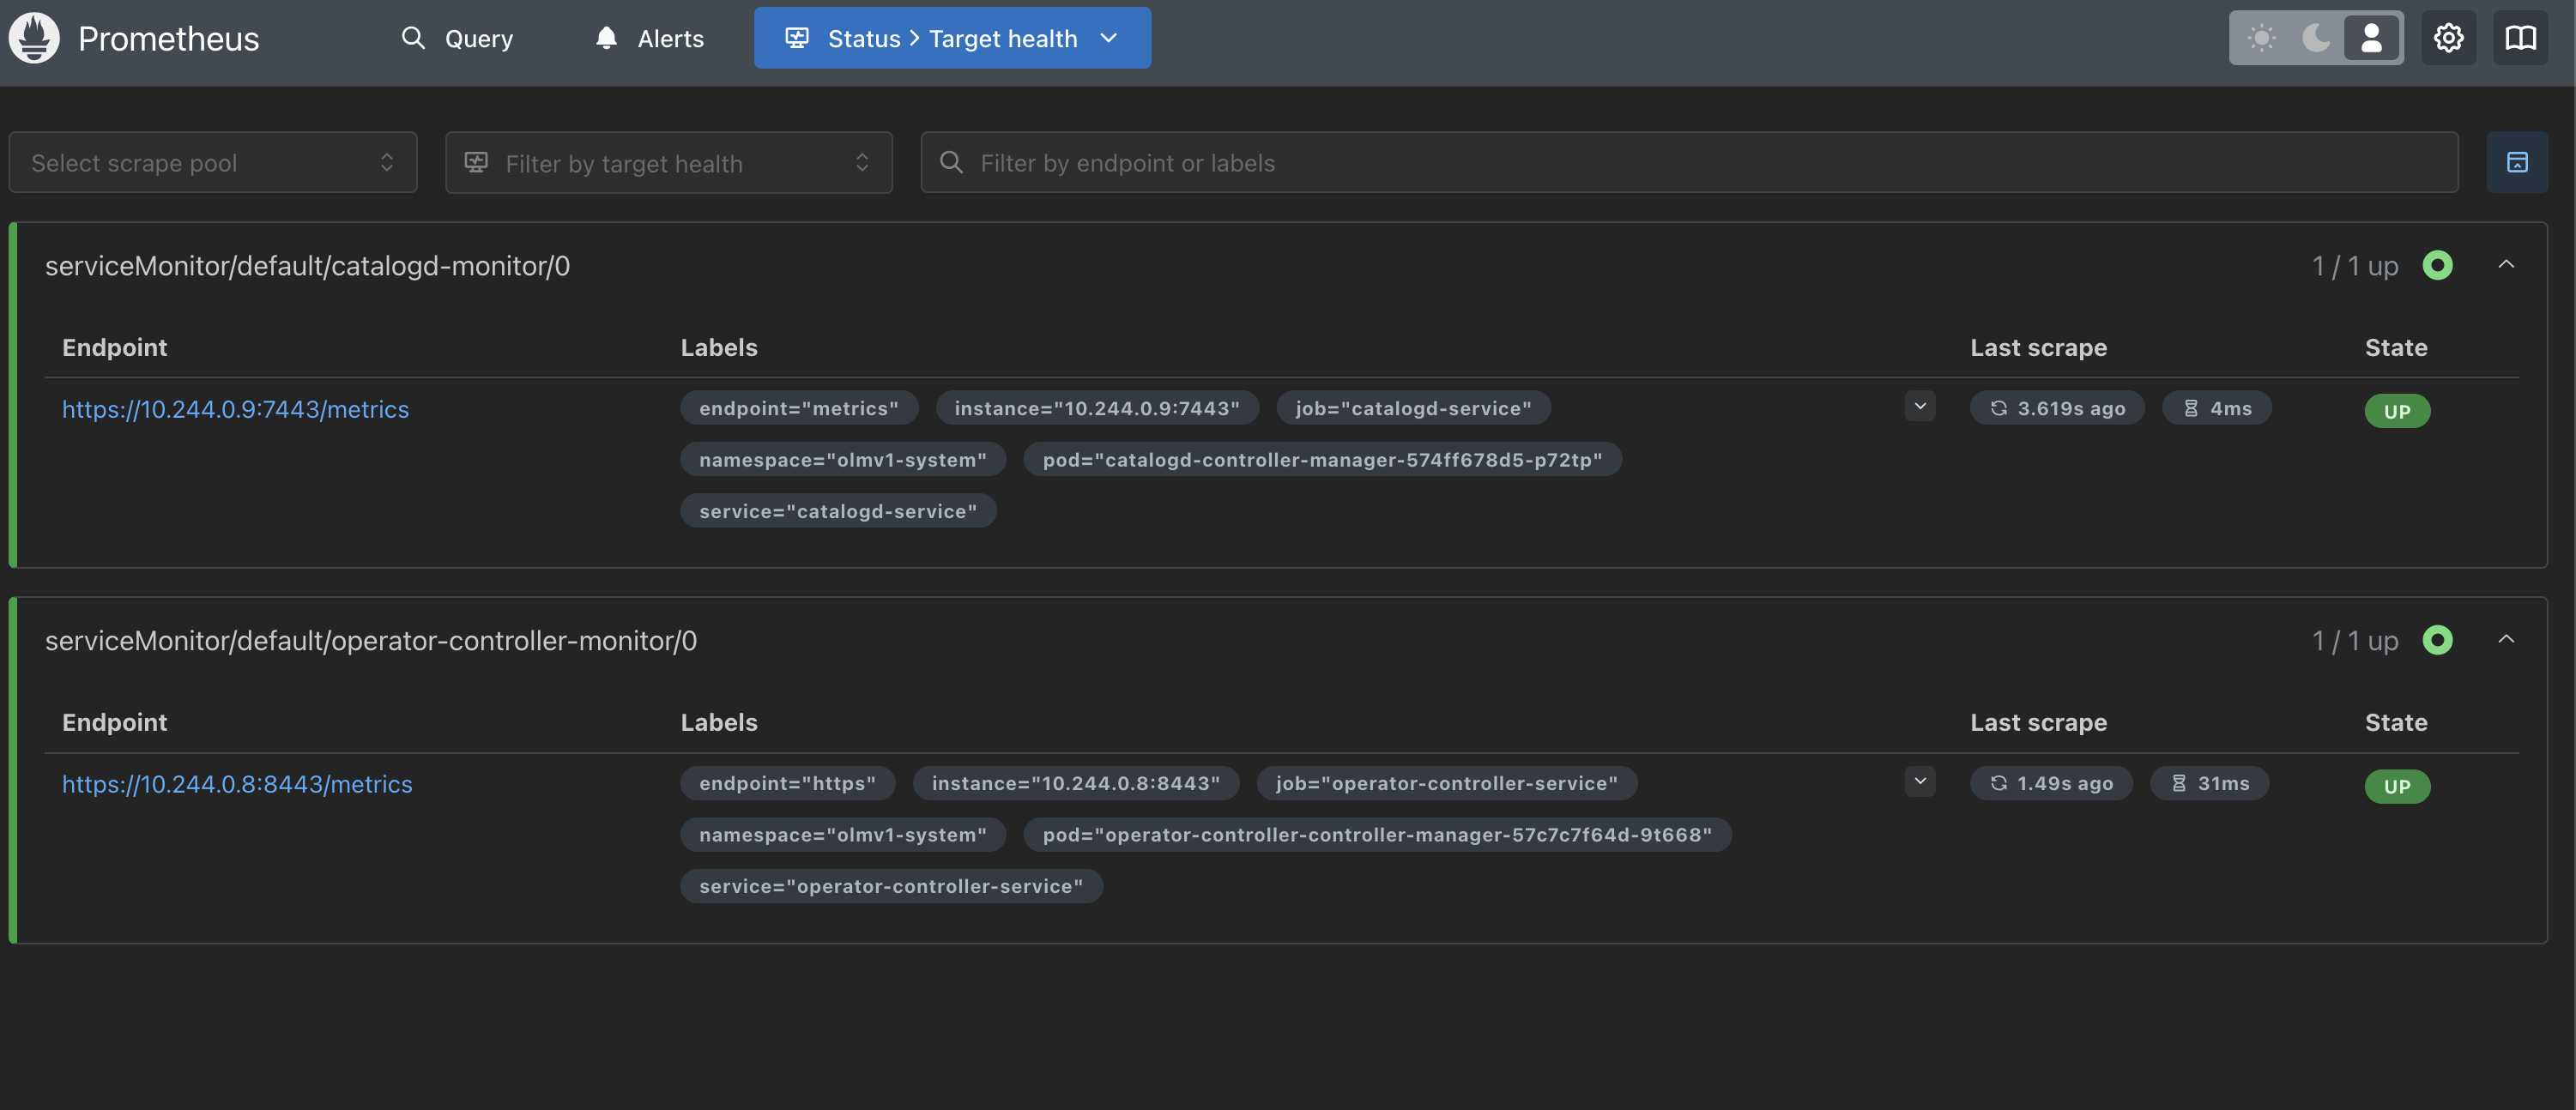 Prometheus Query Alerts Status > Target health
Select scrape pool Filter by target health Filter by endpoint or labels
serviceMonitor/default/catalogd-monitor/0 1 / 1 up
Endpoint Labels Last scrape State
https://10.244.0.9:7443/metrics endpoint="metrics" instance="10.244.0.9:7443" job="catalogd-service" 3.619s ago 4ms UP
namespace="olmv1-system" pod="catalogd-controller-manager-574ff678d5-p72tp"
service="catalogd-service"
serviceMonitor/default/operator-controller-monitor/0 1 / 1 up
Endpoint Labels Last scrape State
https://10.244.0.8:8443/metrics endpoint="https" instance="10.244.0.8:8443" job="operator-controller-service" 1.49s ago 31ms UP
namespace="olmv1-system" pod="operator-controller-controller-manager-57c7c7f64d-9t668"
service="operator-controller-service"